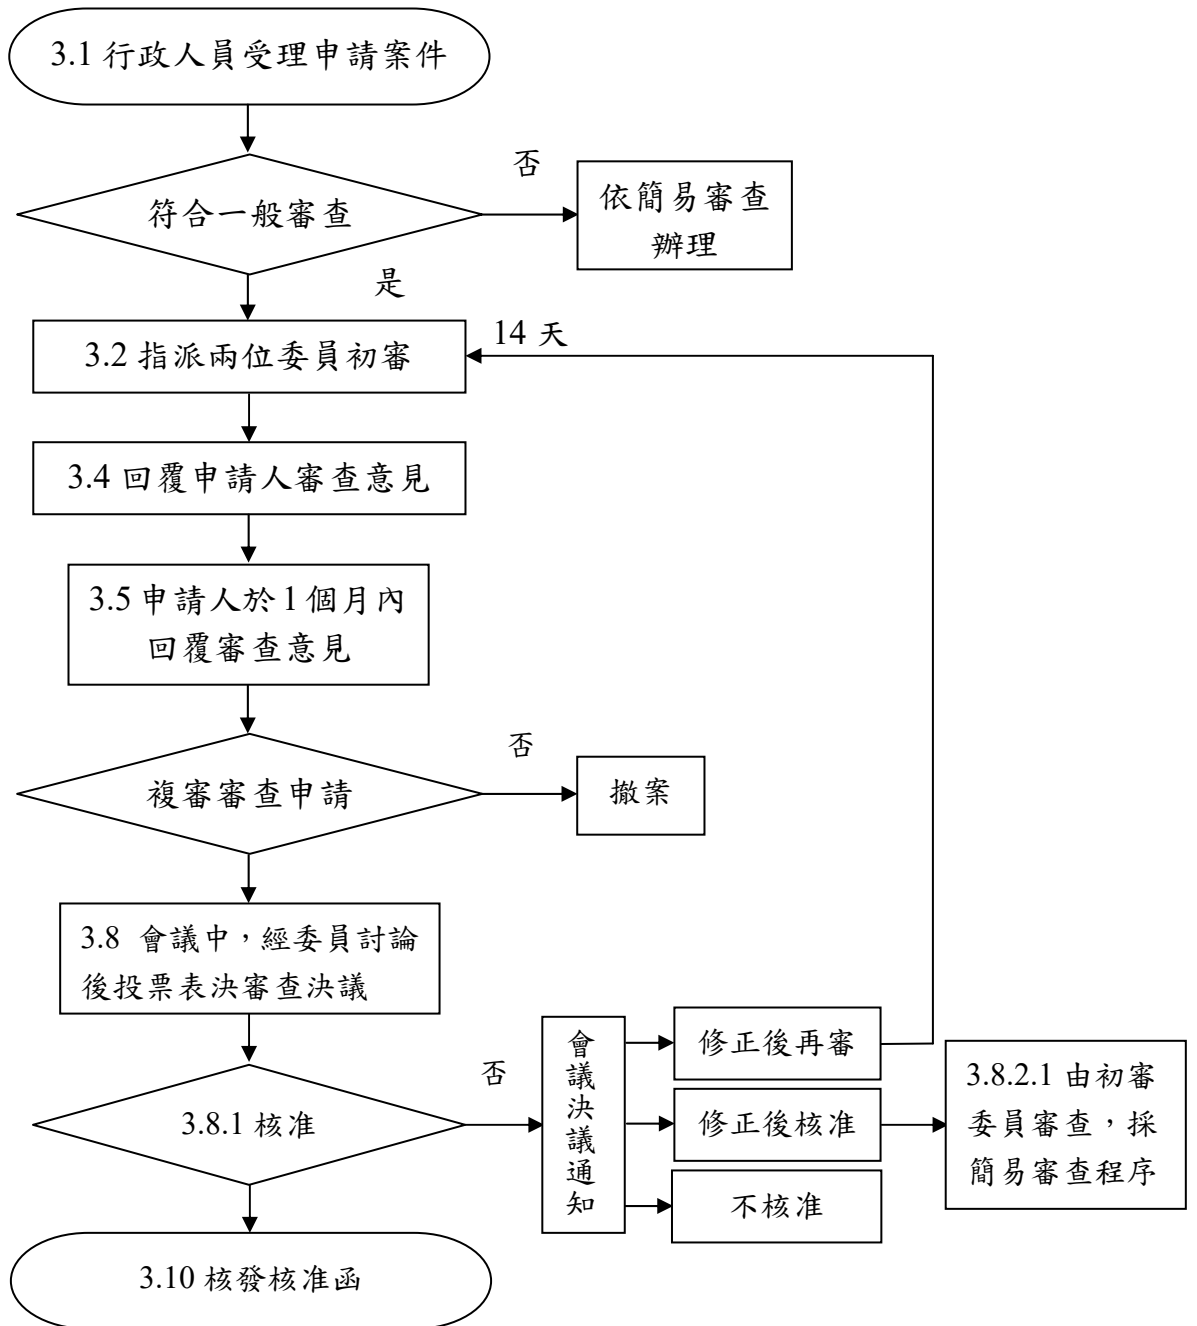 3.1 行政人員受理申請案件
否
符合一般審查
依簡易審查
辦理
是
14 天
3.2 指派兩位委員初審
3.4 回覆申請人審查意見
3.5 申請人於 1 個月內
回覆審查意見
否
複審審查申請
撤案
3.8 會議中，經委員討論
後投票表決審查決議
否
3.8.1 核准
會議決議通知
修正後再審
修正後核准
不核准
3.8.2.1 由初審
委員審查，採
簡易審查程序
3.10 核發核准函